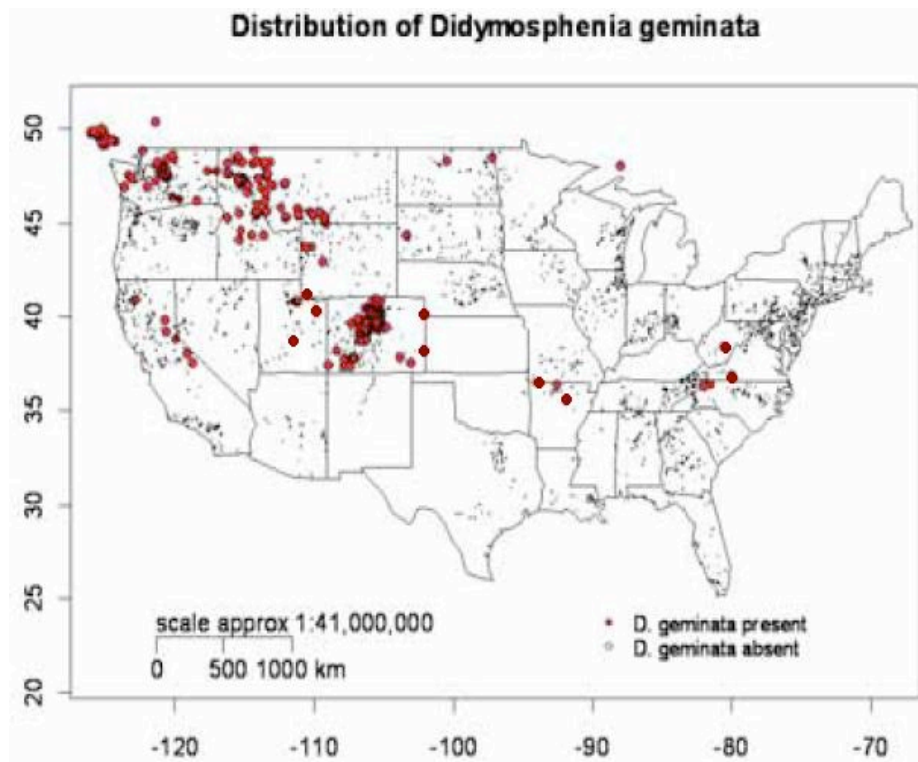 Distribution of Didymosphenia geminata
50
45
40
35
30
25
20
scale approx 1:41,000,000
0 500 1000 km
D. geminata present
D. geminata absent
-120 -110 -100 -90 -80 -70